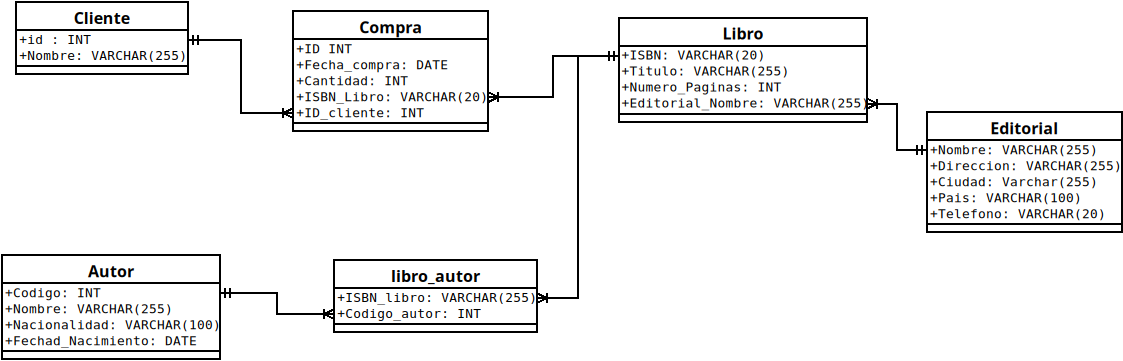 Cliente
+id : INT
+Nombre: VARCHAR(255)
Compra
+ID INT
+Fecha_compra: DATE
+Cantidad: INT
+ISBN_Libro: VARCHAR(20)
+ID_cliente: INT
Libro
+ISBN: VARCHAR(20)
+Titulo: VARCHAR(255)
+Numero_Paginas: INT
+Editorial_Nombre: VARCHAR(255)
Editorial
+Nombre: VARCHAR(255)
+Direccion: VARCHAR(255)
+Ciudad: Varchar(255)
+Pais: VARCHAR(100)
+Telefono: VARCHAR(20)
Autor
+Codigo: INT
+Nombre: VARCHAR(255)
+Nacionalidad: VARCHAR(100)
+Fechad_Nacimiento: DATE
libro_autor
+ISBN_libro: VARCHAR(255)
+Codigo_autor: INT